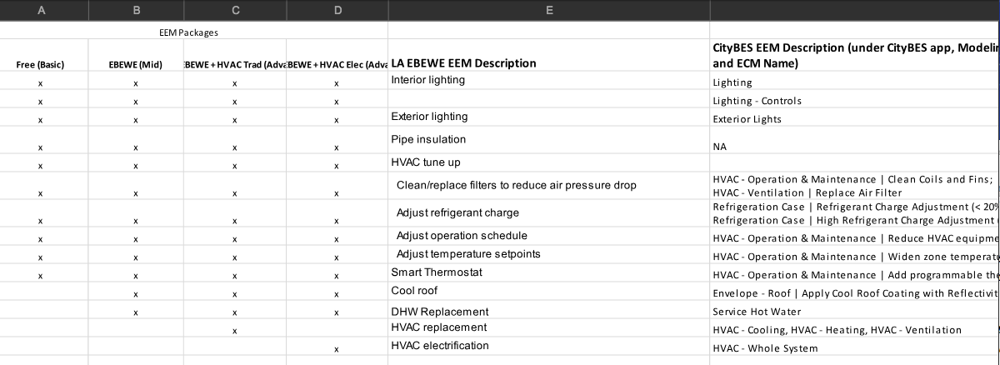 A B C D E
EEM Packages
Free (Basic) EBEWE (Mid) EBEWE + HVAC Trad (Adva EBEWE + HVAC Elec (Adva LA EBEWE EEM Description CityBES EEM Description (under CityBES app, Modelin
and ECM Name)
x x x x Interior lighting Lighting
x x x x Lighting - Controls
x x x x Exterior lighting Exterior Lights
x x x x Pipe insulation NA
x x x x HVAC tune up
x x x x Clean/replace filters to reduce air pressure drop HVAC - Operation & Maintenance | Clean Coils and Fins;
HVAC - Ventilation | Replace Air Filter
x x x x Adjust refrigerant charge Refrigeration Case | Refrigerant Charge Adjustment (< 20%
Refrigeration Case | High Refrigerant Charge Adjustment (
x x x x Adjust operation schedule HVAC - Operation & Maintenance | Reduce HVAC equipme
x x x x Adjust temperature setpoints HVAC - Operation & Maintenance | Widen zone temperatu
x x x x Smart Thermostat HVAC - Operation & Maintenance | Add programmable the
x x x Cool roof Envelope - Roof | Apply Cool Roof Coating with Reflectivit
x x x DHW Replacement Service Hot Water
x HVAC replacement HVAC - Cooling, HVAC - Heating, HVAC - Ventilation
x HVAC electrification HVAC - Whole System